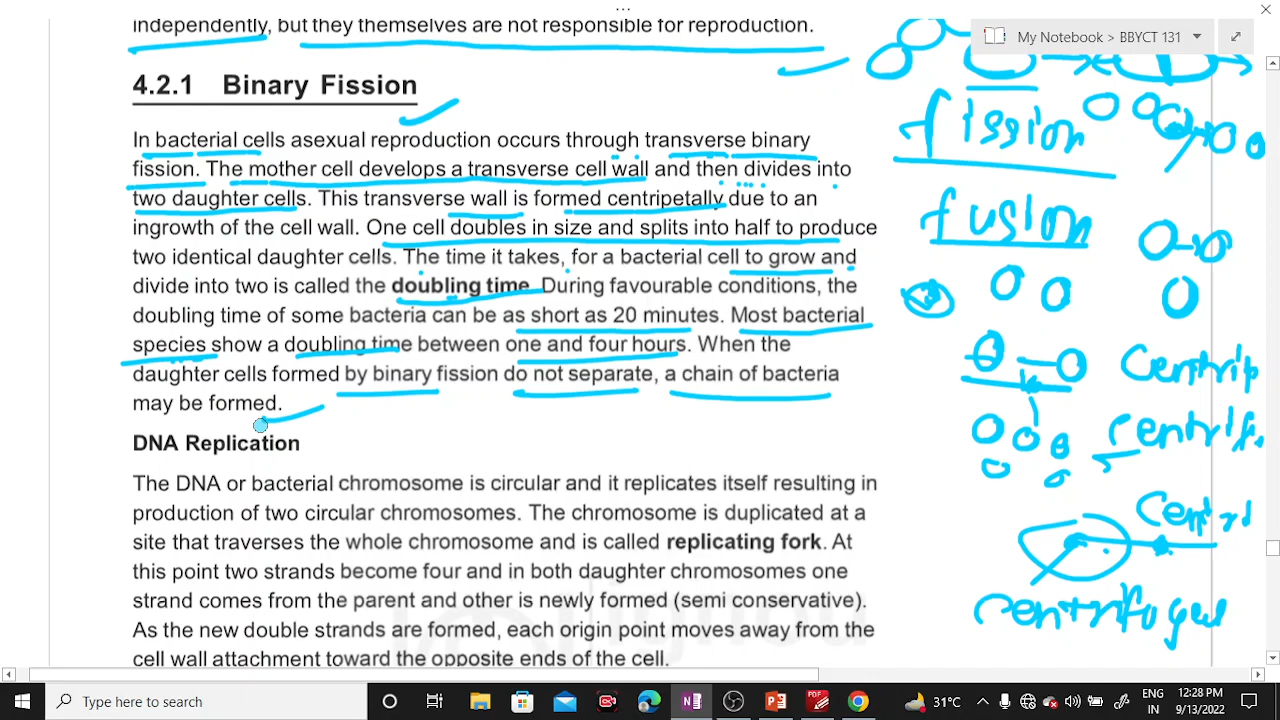 independently, but they themselves are not responsible for reproduction.
My Notebook > BBYCT 131
4.2.1 Binary Fission
In bacterial cells asexual reproduction occurs through transverse binary
fission. The mother cell develops a transverse cell wall and then divides into
two daughter cells. This transverse wall is formed centripetally due to an
ingrowth of the cell wall. One cell doubles in size and splits into half to produce
two identical daughter cells. The time it takes, for a bacterial cell to grow and
divide into two is called the doubling time. During favourable conditions, the
doubling time of some bacteria can be as short as 20 minutes. Most bacterial
species show a doubling time between one and four hours. When the
daughter cells formed by binary fission do not separate, a chain of bacteria
may be formed.
DNA Replication
The DNA or bacterial chromosome is circular and it replicates itself resulting in
production of two circular chromosomes. The chromosome is duplicated at a
site that traverses the whole chromosome and is called replicating fork. At
this point two strands become four and in both daughter chromosomes one
strand comes from the parent and other is newly formed (semi conservative).
As the new double strands are formed, each origin point moves away from the
cell wall attachment toward the opposite ends of the cell.
fission
fusion
Centrip
centrif
centrifugal
Type here to search
31°C
ENG
IN
12:28 PM
9/13/2022